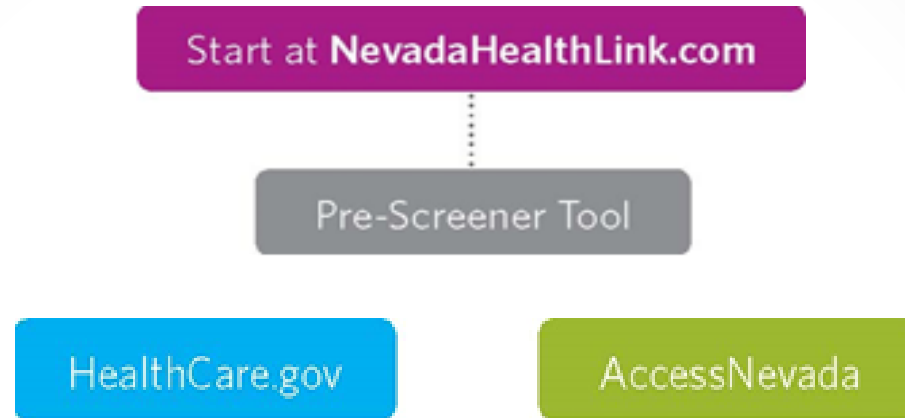 Start at NevadaHealthLink.com
Pre-Screener Tool
HealthCare.gov
AccessNevada